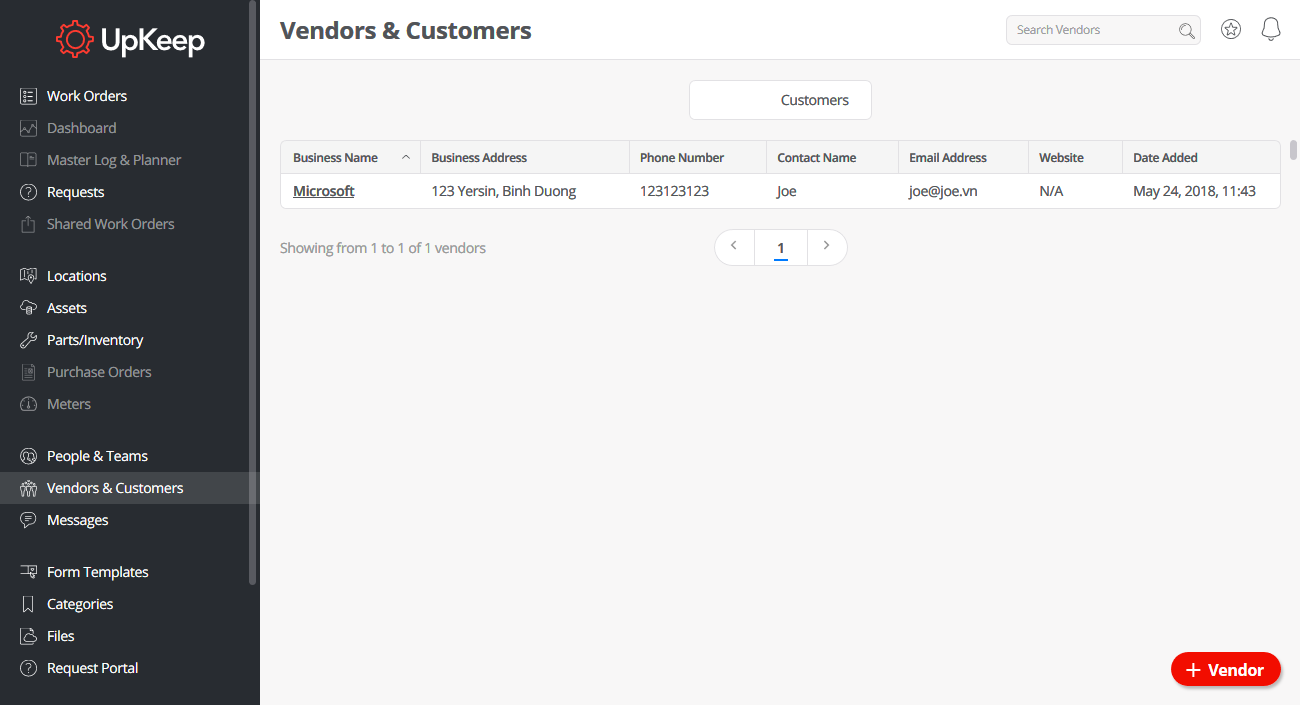 UpKeep
Work Orders
Dashboard
Master Log & Planner
Requests
Shared Work Orders
Locations
Assets
Parts/Inventory
Purchase Orders
Meters
People & Teams
Vendors & Customers
Messages
Form Templates
Categories
Files
Request Portal
Vendors & Customers
Search Vendors
Customers
Business Name Business Address Phone Number Contact Name Email Address Website Date Added
Microsoft 123 Yersin, Binh Duong 123123123 Joe joe@joe.vn N/A May 24, 2018, 11:43
Showing from 1 to 1 of 1 vendors
1
+ Vendor